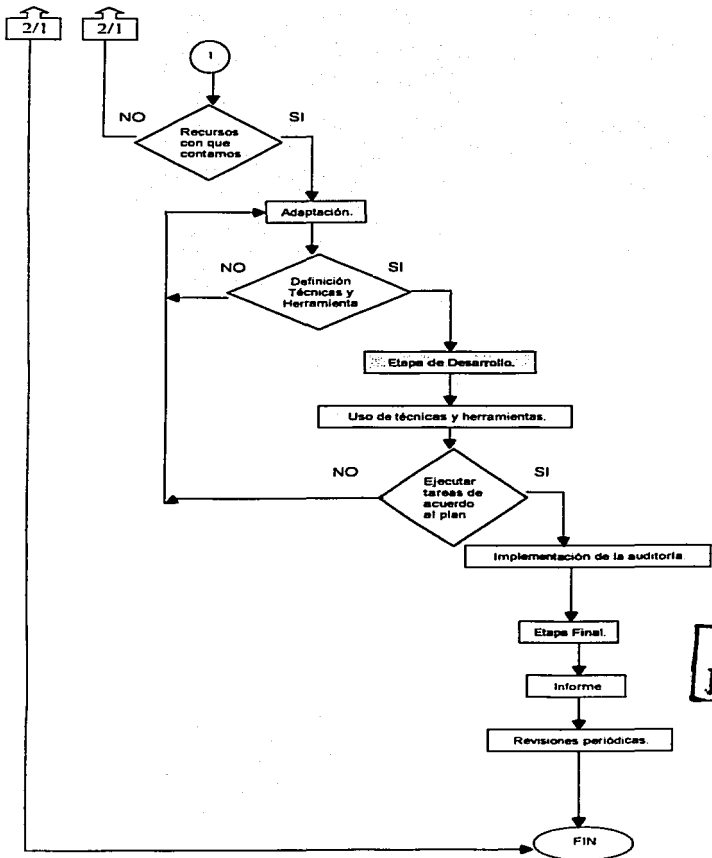 2/1
2/1
1
NO
SI
Recursos
con que
contamos
Adaptación.
NO
SI
Definición
Técnicas y
Herramienta
Etapa de Desarrollo.
Uso de técnicas y herramientas.
NO
SI
Ejecutar
tareas de
acuerdo
al plan
Implementación de la auditoría
Etapa Final.
Informe
Revisiones periódicas.
FIN